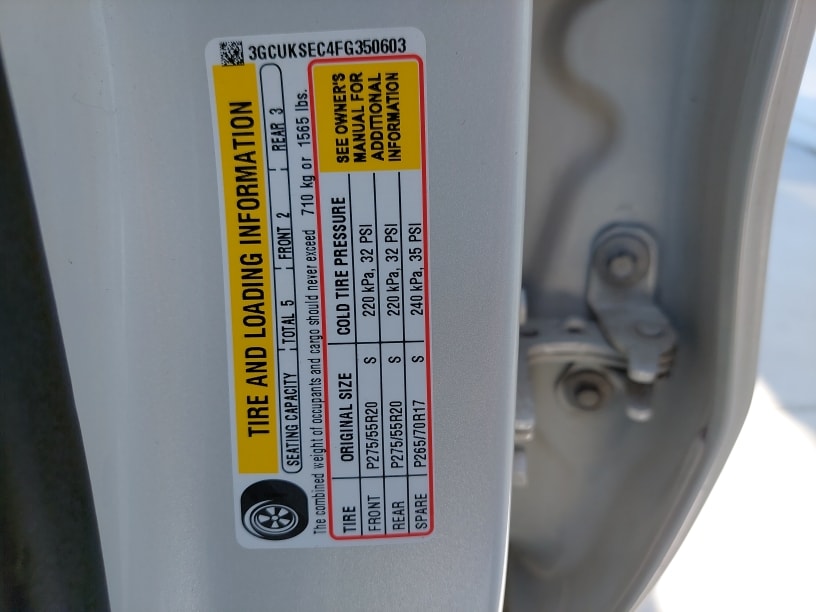 3GCUKSEC4FG350603
TIRE AND LOADING INFORMATION
SEATING CAPACITY TOTAL 5 FRONT 2 REAR 3
The combined weight of occupants and cargo should never exceed 710 kg or 1565 lbs.
TIRE ORIGINAL SIZE COLD TIRE PRESSURE
FRONT P275/55R20 S 220 kPa, 32 PSI
REAR P275/55R20 S 220 kPa, 32 PSI
SPARE P265/70R17 S 240 kPa, 35 PSI
SEE OWNER'S
MANUAL FOR
ADDITIONAL
INFORMATION